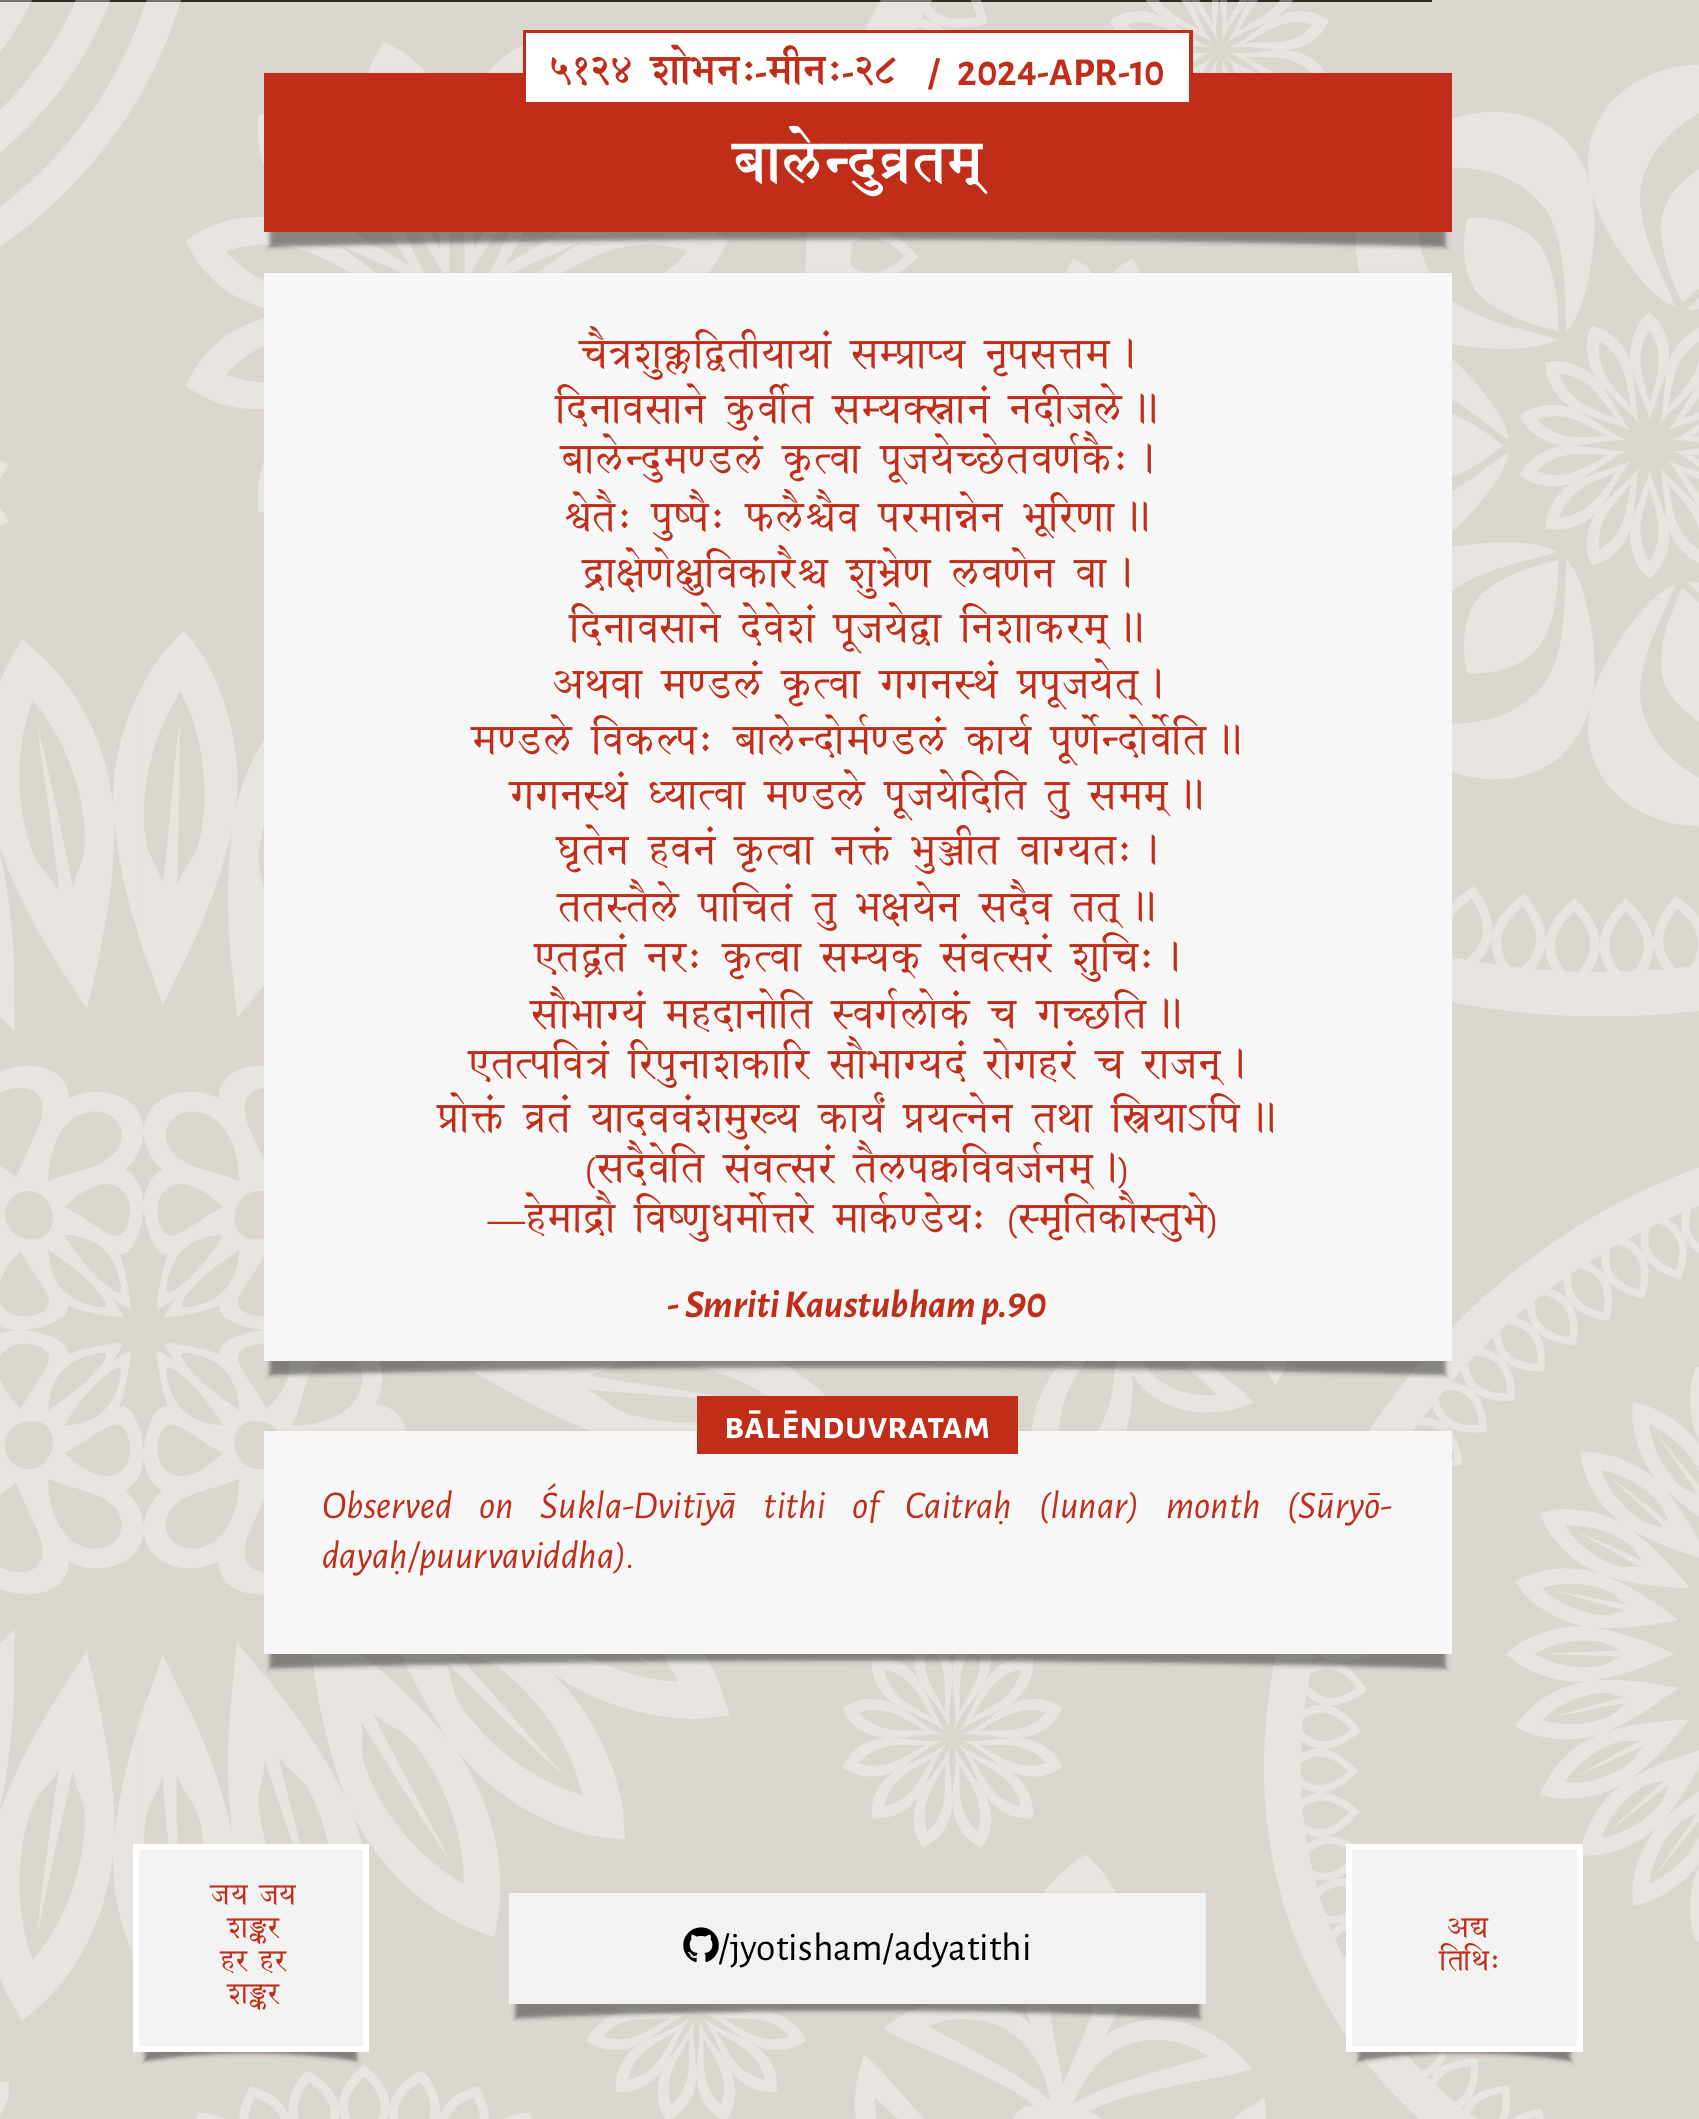 ५१२४ शोभनः-मीनः-२८ / 2024-APR-10
बालेन्दुव्रतम्
चैत्रशुक्लद्वितीयायां सम्प्राप्य नृपसत्तम ।
दिनावसाने कुर्वीत सम्यक्स्नानं नदीजले ॥
बालेन्दुमण्डलं कृत्वा पूजयेच्छेतवर्णकैः ।
श्वेतैः पुष्पैः फलैश्चैव परमान्नेन भूरिणा ॥
द्राक्षेणेक्षुविकारैश्च शुभ्रेण लवणेन वा ।
दिनावसाने देवेशं पूजयेद्वा निशाकरम् ॥
अथवा मण्डलं कृत्वा गगनस्थं प्रपूजयेत् ।
मण्डले विकल्पः बालेन्दोर्मण्डलं कार्य पूर्णेन्दोर्वेति ॥
गगनस्थं ध्यात्वा मण्डले पूजयेदिति तु समम् ॥
घृतेन हवनं कृत्वा नक्तं भुञ्जीत वाग्यतः ।
ततस्तैले पाचितं तु भक्षयेन सदैव तत् ॥
एतद्व्रतं नरः कृत्वा सम्यक् संवत्सरं शुचिः ।
सौभाग्यं महदानोति स्वर्गलोकं च गच्छति ॥
एतत्पवित्रं रिपुनाशकारि सौभाग्यदं रोगहरं च राजन् ।
प्रोक्तं व्रतं यादववंशमुख्य कार्यं प्रयत्नेन तथा स्त्रियाऽपि ॥
(सदैवेति संवत्सरं तैलपक्वविवर्जनम् ।)
—हेमाद्रौ विष्णुधर्मोत्तरे मार्कण्डेयः (स्मृतिकौस्तुभे)
- Smriti Kaustubham p.90
BĀLĒNDUVRATAM
Observed on Śukla-Dvitīyā tithi of Caitraḥ (lunar) month (Sūryō-
dayaḥ/puurvaviddha).
जय जय
शङ्कर
हर हर
शङ्कर
/jyotisham/adyatithi
अद्य
तिथिः